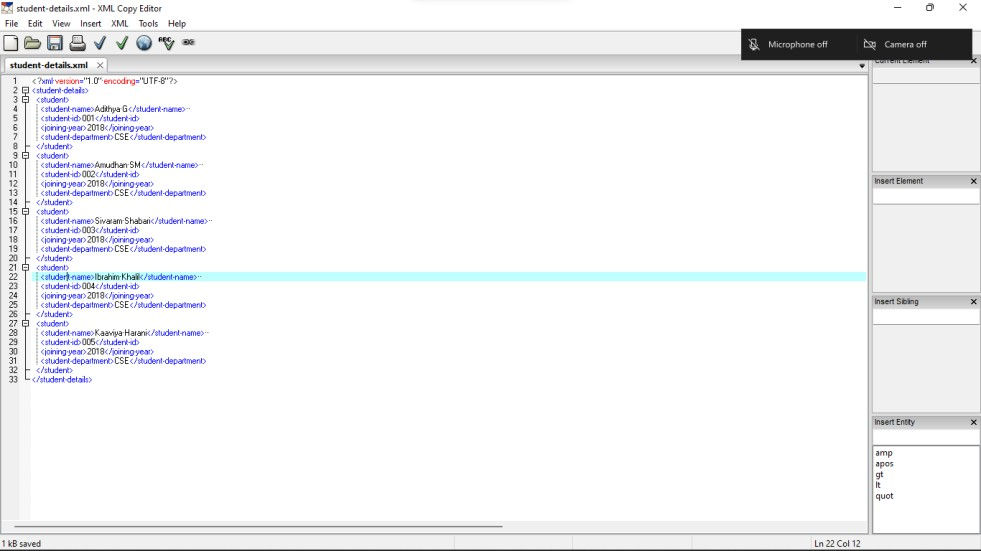 student-details.xml - XML Copy Editor
File Edit View Insert XML Tools Help
ABC
Microphone off Camera off
student-details.xml
Current Element
1 <?xml version="1.0" encoding="UTF-8"?>
2 <student-details>
3 <student>
4 <student-name>Adithya G</student-name>
5 <student-id>001</student-id>
6 <joining-year>2018</joining-year>
7 <student-department>CSE</student-department>
8 </student>
9 <student>
10 <student-name>Amudhan SM</student-name>
11 <student-id>002</student-id>
12 <joining-year>2018</joining-year>
13 <student-department>CSE</student-department>
14 </student>
15 <student>
16 <student-name>Sivaram Shabari</student-name>
17 <student-id>003</student-id>
18 <joining-year>2018</joining-year>
19 <student-department>CSE</student-department>
20 </student>
21 <student>
22 <student-name>Ibrahim Khalil</student-name>
23 <student-id>004</student-id>
24 <joining-year>2018</joining-year>
25 <student-department>CSE</student-department>
26 </student>
27 <student>
28 <student-name>Kaaviya Harani</student-name>
29 <student-id>005</student-id>
30 <joining-year>2018</joining-year>
31 <student-department>CSE</student-department>
32 </student>
33 </student-details>
Insert Element
Insert Sibling
Insert Entity
amp
apos
gt
lt
quot
1 kB saved
Ln 22 Col 12